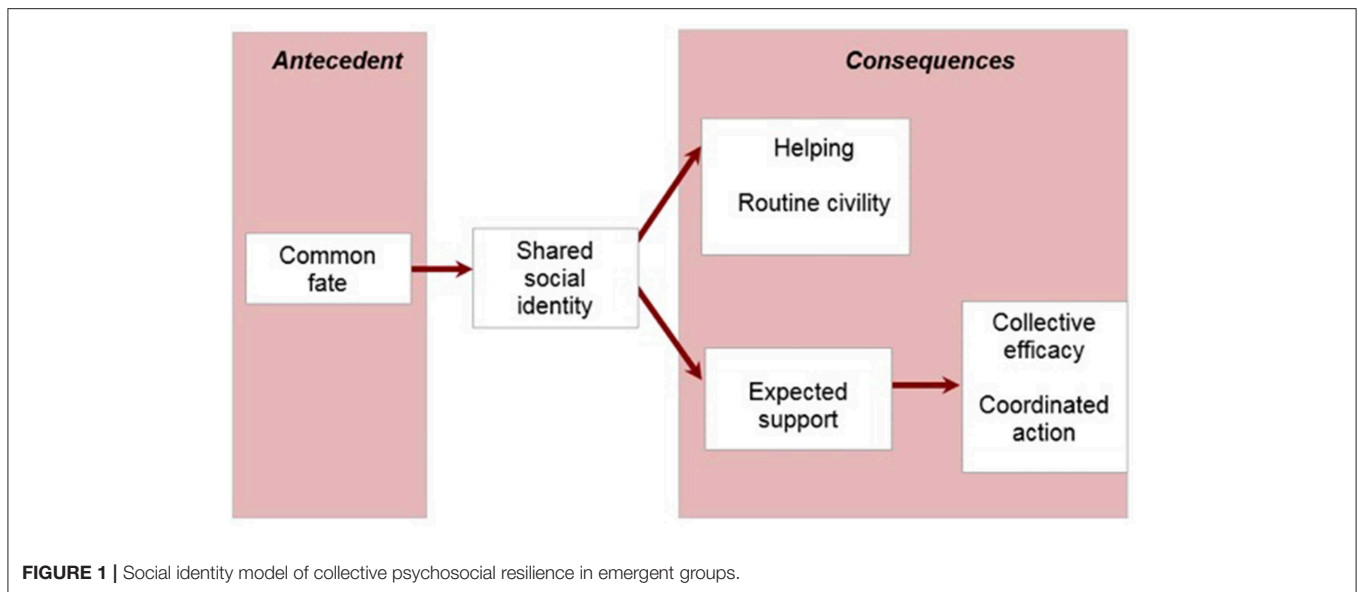 Antecedent
Consequences
Common
fate
Shared
social
identity
Helping
Routine civility
Expected
support
Collective
efficacy
Coordinated
action
FIGURE 1 | Social identity model of collective psychosocial resilience in emergent groups.